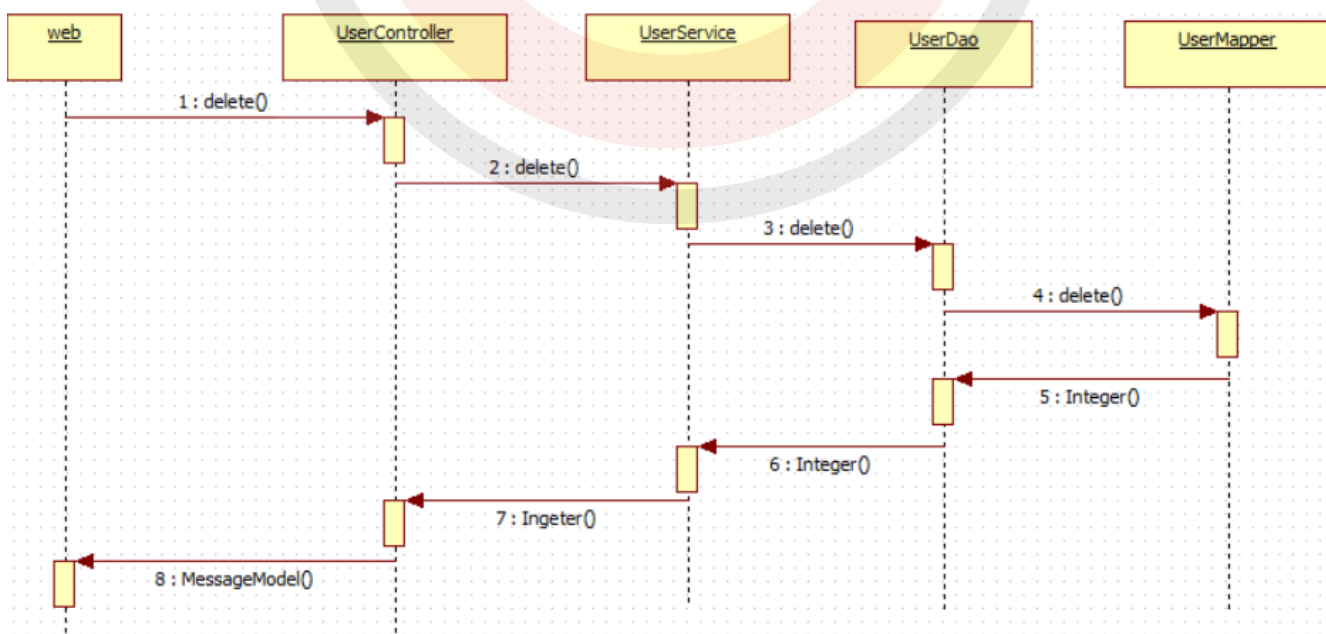 web
UserController
UserService
UserDao
UserMapper
1 : delete()
2 : delete()
3 : delete()
4 : delete()
5 : Integer()
6 : Integer()
7 : Ingeter()
8 : MessageModel()